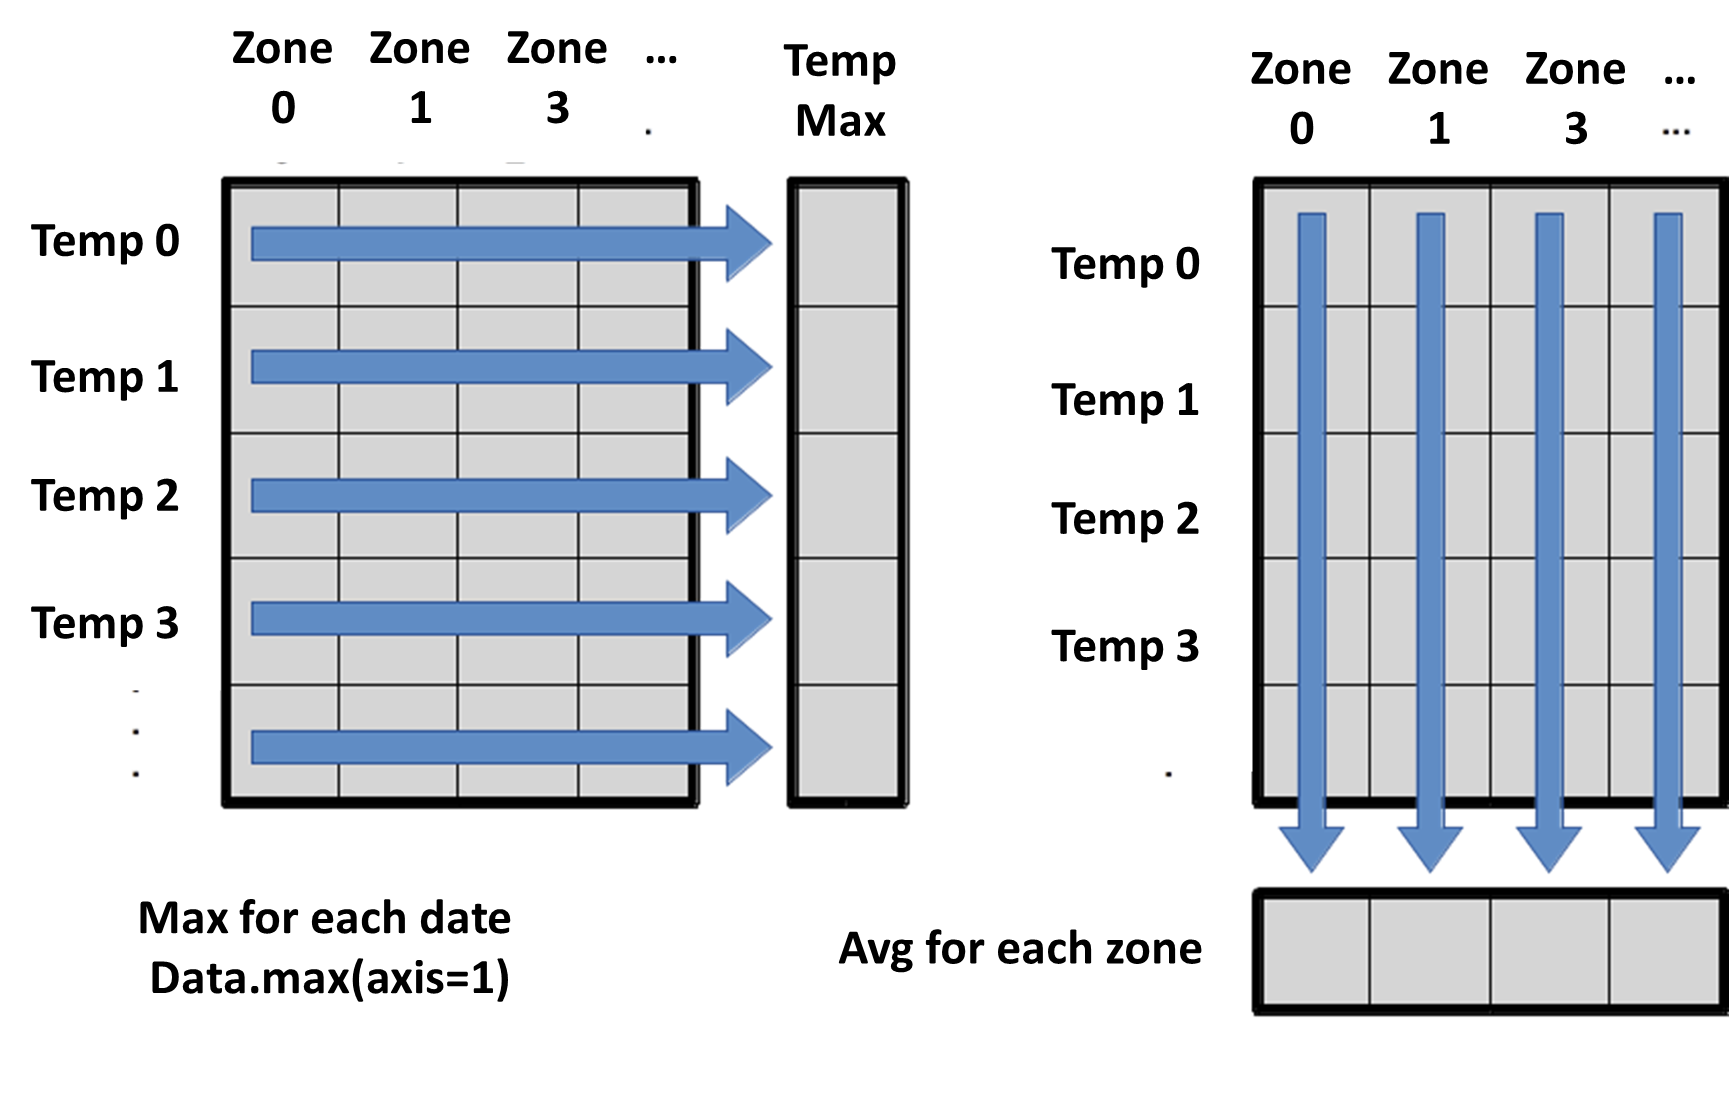 Zone Zone Zone ...
0 1 3 .
Temp
Max
Temp 0
Temp 1
Temp 2
Temp 3
.
.
.
Max for each date
Data.max(axis=1)
Zone Zone Zone ...
0 1 3 ...
Temp 0
Temp 1
Temp 2
Temp 3
.
Avg for each zone